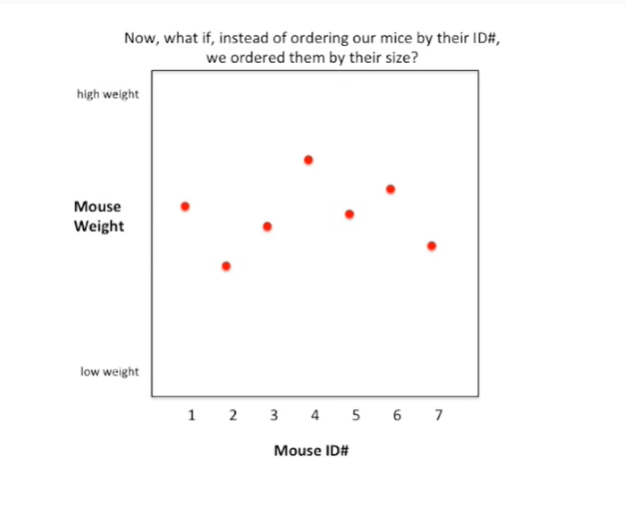 Now, what if, instead of ordering our mice by their ID#,
we ordered them by their size?
high weight
Mouse
Weight
low weight
1 2 3 4 5 6 7
Mouse ID#